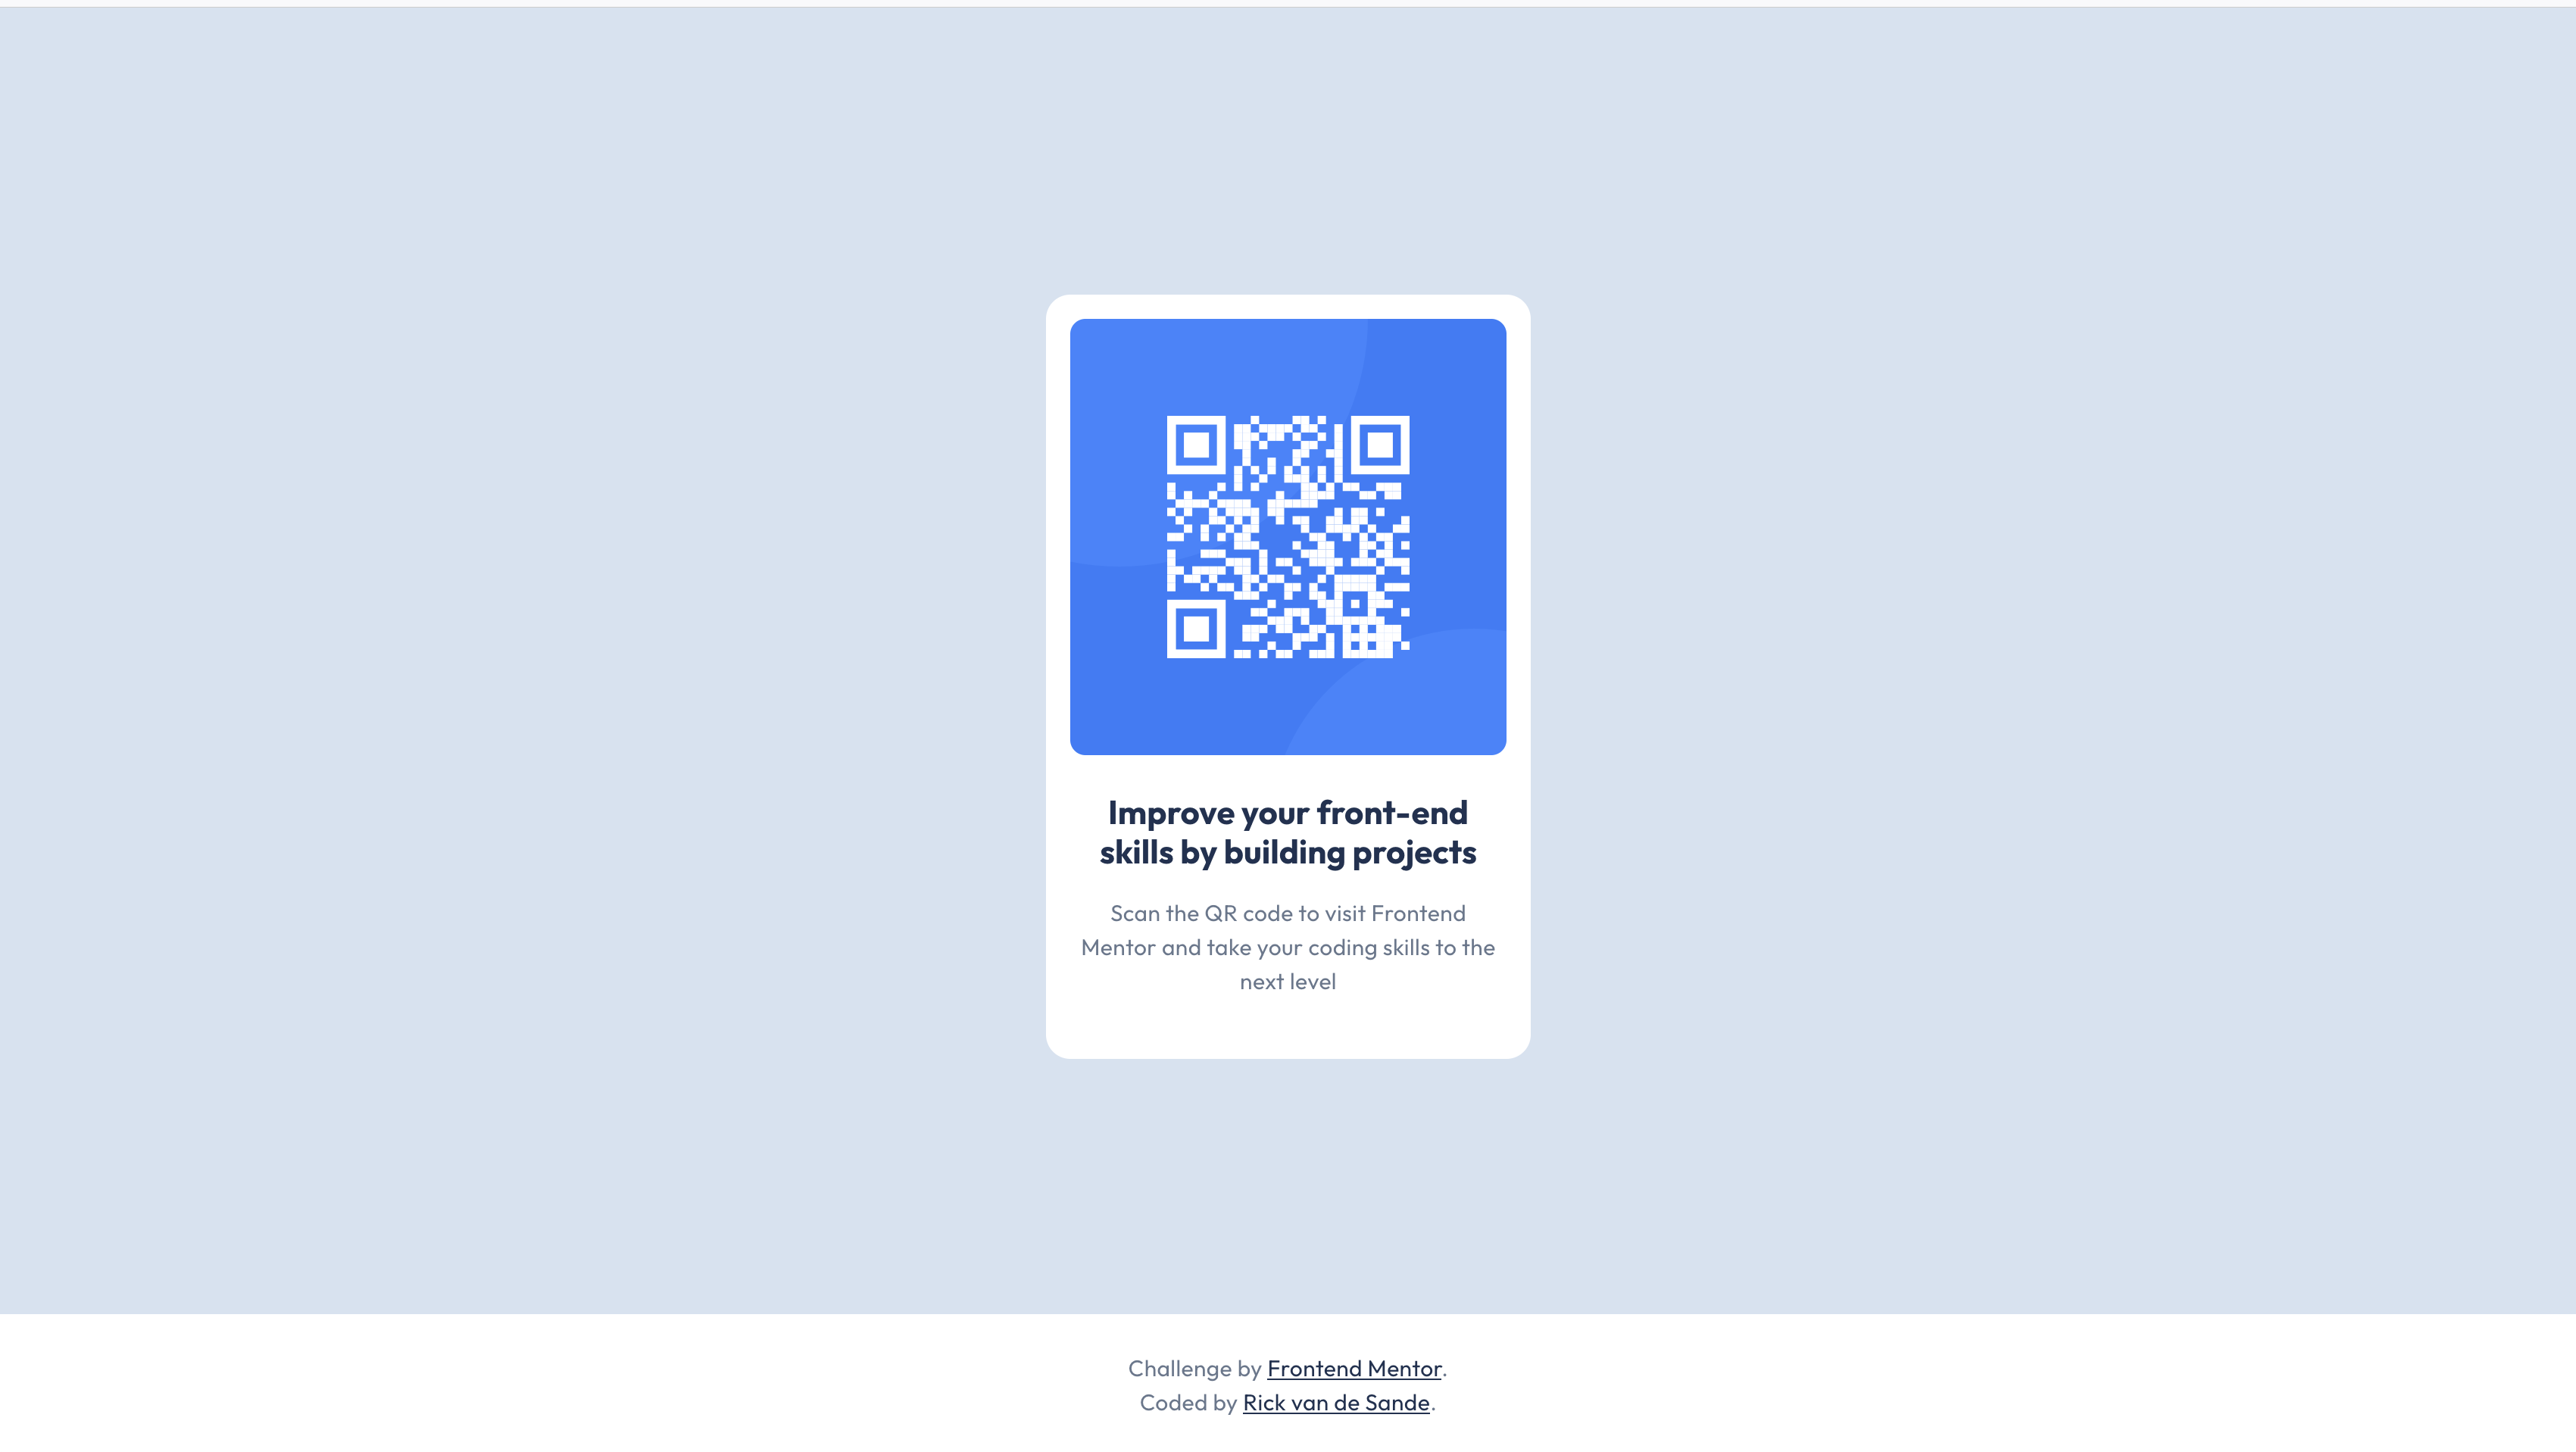 Improve your front-end
skills by building projects
Scan the QR code to visit Frontend
Mentor and take your coding skills to the
next level
Challenge by Frontend Mentor.
Coded by Rick van de Sande.